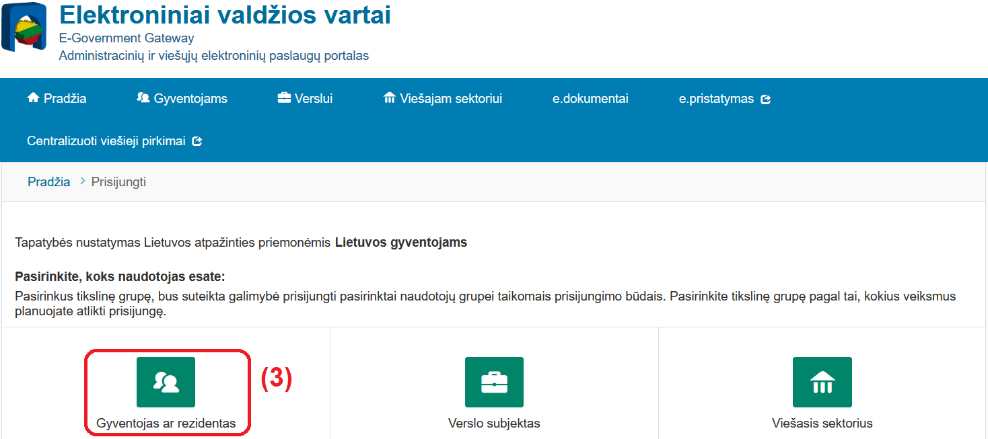 Elektroniniai valdžios vartai
E-Government Gateway
Administracinių ir viešųjų elektroninių paslaugų portalas
Pradžia Gyventojams Verslui Viešajam sektoriui e.dokumentai e.pristatymas
Centralizuoti viešieji pirkimai
Pradžia > Prisijungti
Tapatybės nustatymas Lietuvos atpažinties priemonėmis Lietuvos gyventojams
Pasirinkite, koks naudotojas esate:
Pasirinkus tikslinę grupę, bus suteikta galimybė prisijungti pasirinktai naudotojų grupei taikomais prisijungimo būdais. Pasirinkite tikslinę grupę pagal tai, kokius veiksmus
planuojate atlikti prisijungę.
(3)
Gyventojas ar rezidentas Verslo subjektas Viešasis sektorius